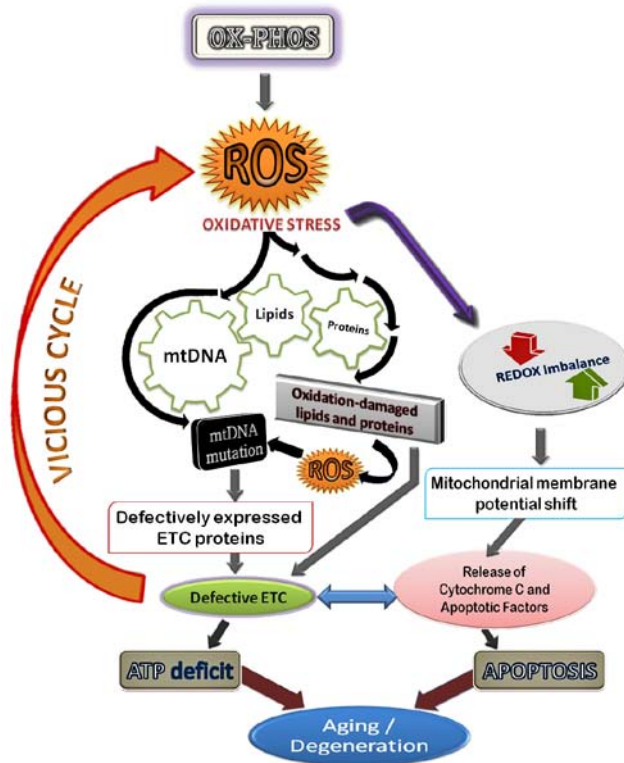 OX-PHOS
ROS
OXIDATIVE STRESS
VICIOUS CYCLE
Lipids
Proteins
mtDNA
REDOX Imbalance
Oxidation-damaged
lipids and proteins
mtDNA
mutation
ROS
Mitochondrial membrane
potential shift
Defectively expressed
ETC proteins
Defective ETC
Release of
Cytochrome C and
Apoptotic Factors
ATP deficit
APOPTOSIS
Aging /
Degeneration